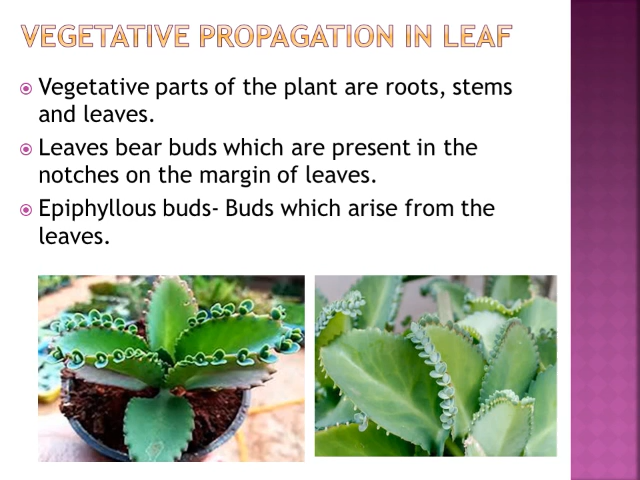 VEGETATIVE PROPAGATION IN LEAF
Vegetative parts of the plant are roots, stems
and leaves.
Leaves bear buds which are present in the
notches on the margin of leaves.
Epiphyllous buds- Buds which arise from the
leaves.